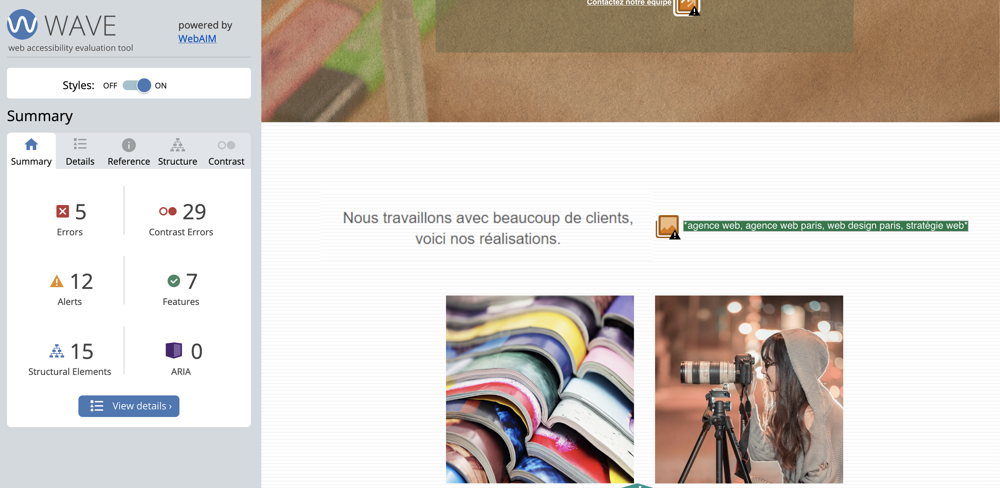 WAVE
powered by
WebAIM
web accessibility evaluation tool
Styles: OFF ON
Summary
Summary Details Reference Structure Contrast
5
Errors
29
Contrast Errors
12
Alerts
7
Features
15
Structural Elements
0
ARIA
View details ›
Contactez notre équipe
Nous travaillons avec beaucoup de clients,
voici nos réalisations.
*agence web, agence web paris, web design paris, stratégie web*